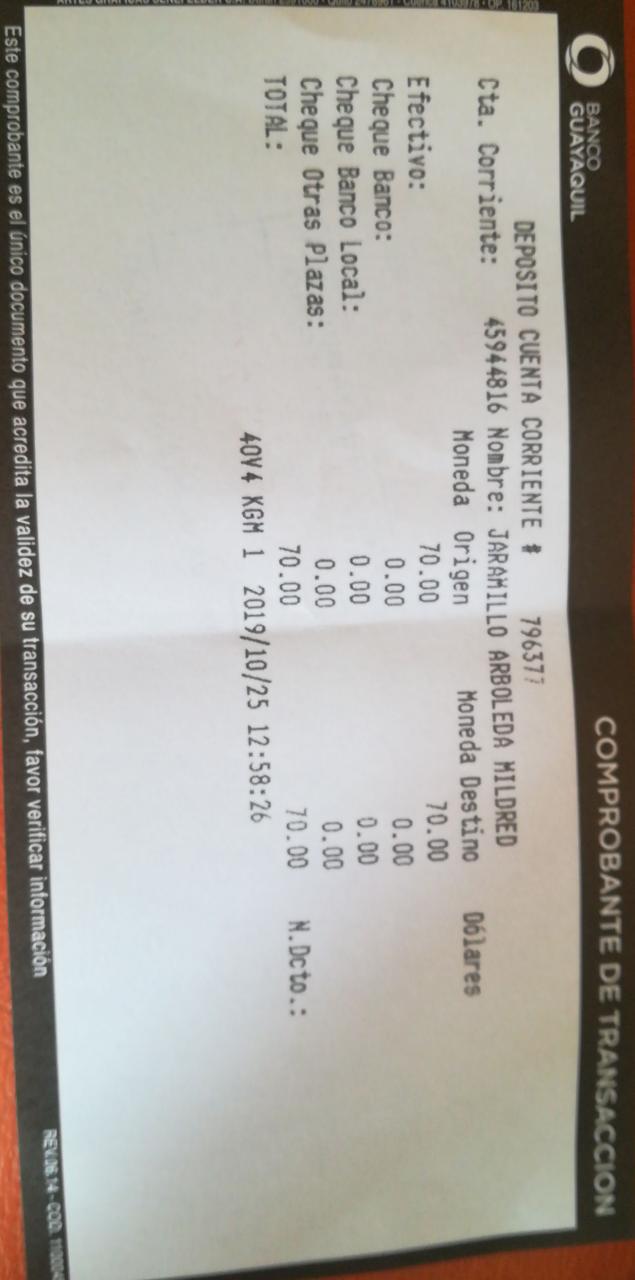 BANCO
GUAYAQUIL
COMPROBANTE DE TRANSACCION
DEPOSITO CUENTA CORRIENTE # 796377
Cta. Corriente: 45944816 Nombre: JARAMILLO ARBOLEDA MILDRED
Moneda Origen Moneda Destino Dólares
Efectivo: 70.00 70.00
Cheque Banco: 0.00 0.00
Cheque Banco Local: 0.00 0.00
Cheque Otras Plazas: 0.00 0.00
TOTAL: 70.00 70.00 N.Dcto.:
40V4 KGM 1 2019/10/25 12:58:26
REV.06.14 - COD.
Este comprobante es el único documento que acredita la validez de su transacción, favor verificar información